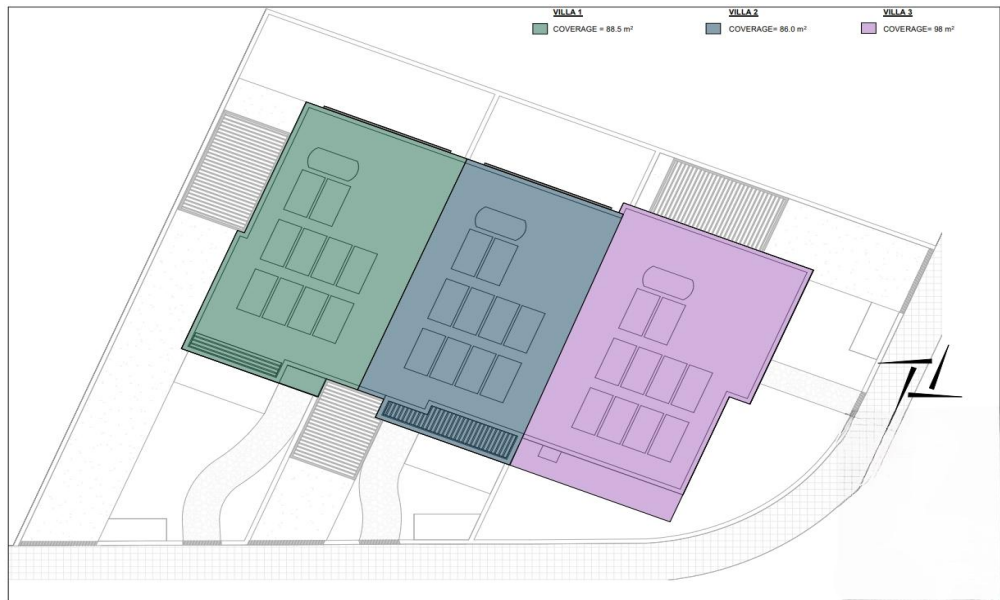 VILLA 1
COVERAGE = 88.5 m²
VILLA 2
COVERAGE= 86.0 m²
VILLA 3
COVERAGE= 98 m²